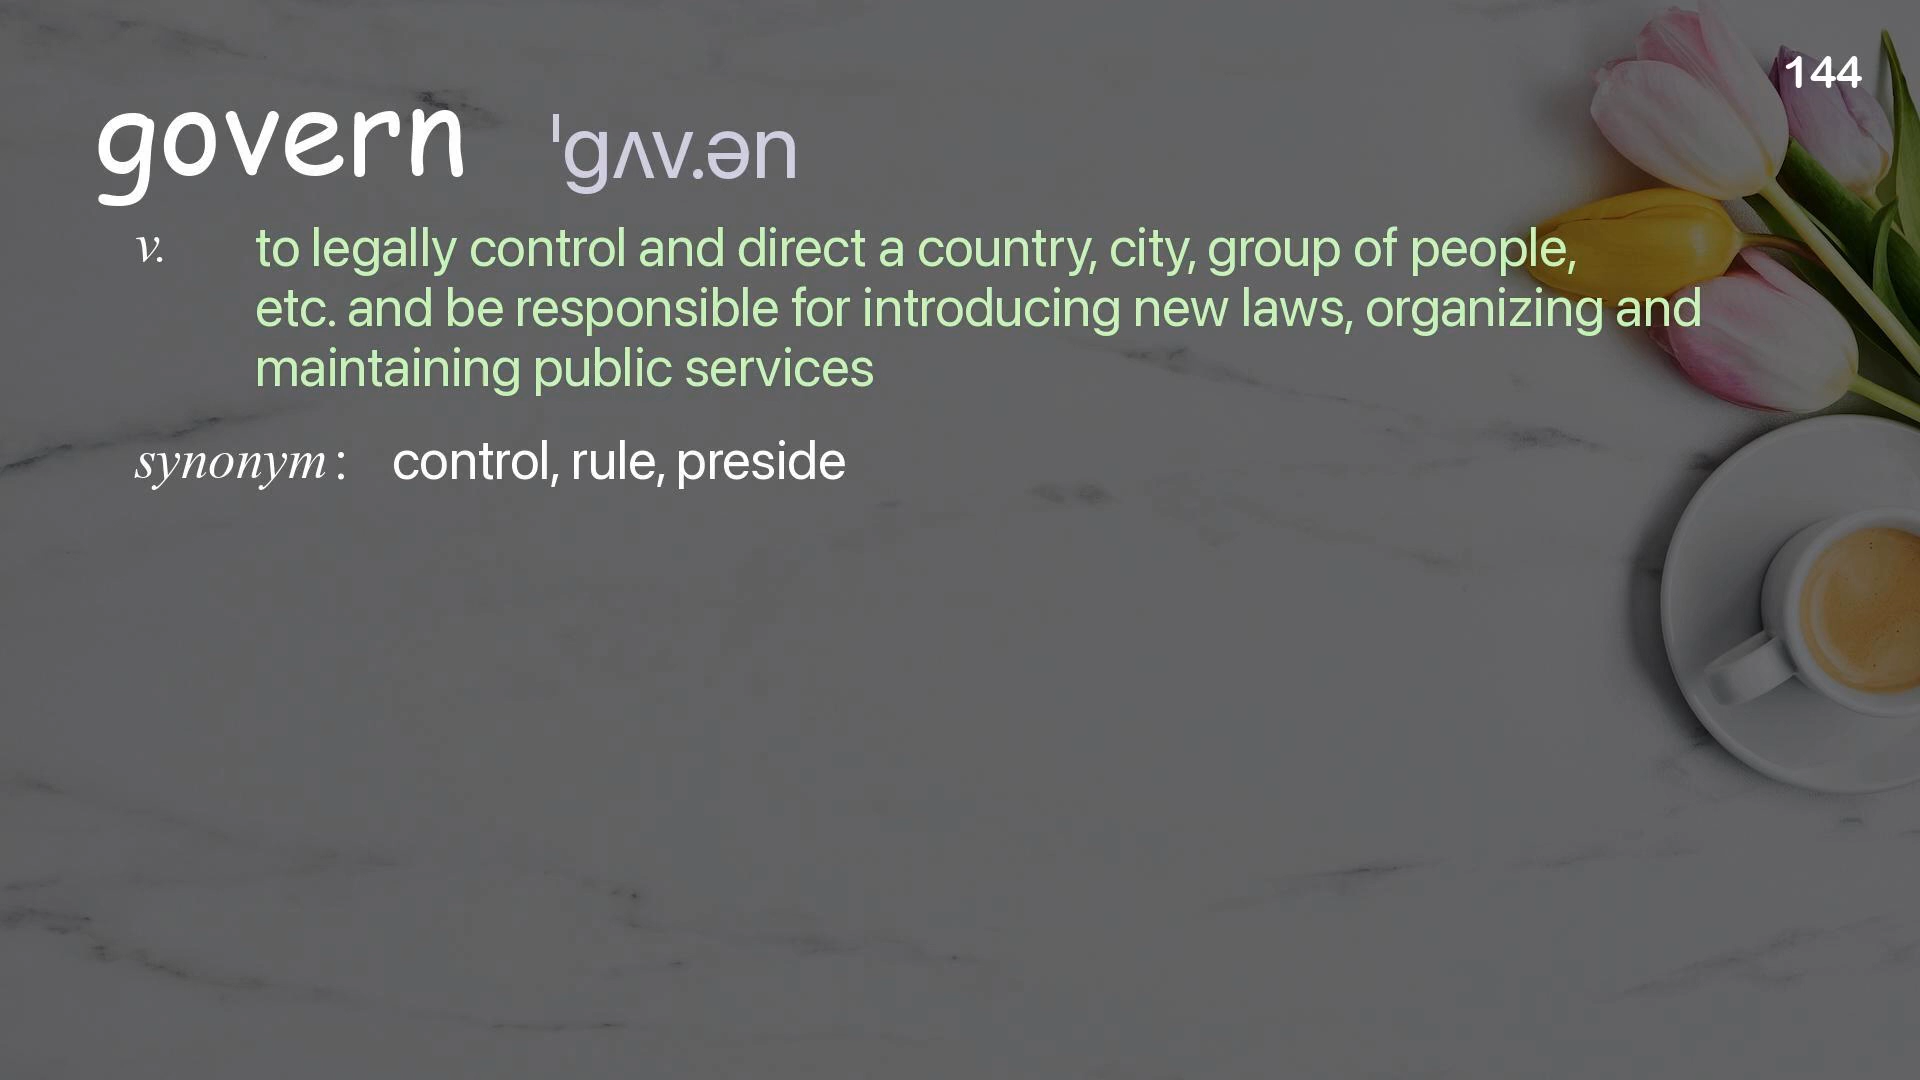 144
govern ˈɡʌv.ən
v. to legally control and direct a country, city, group of people,
etc. and be responsible for introducing new laws, organizing and
maintaining public services
synonym : control, rule, preside